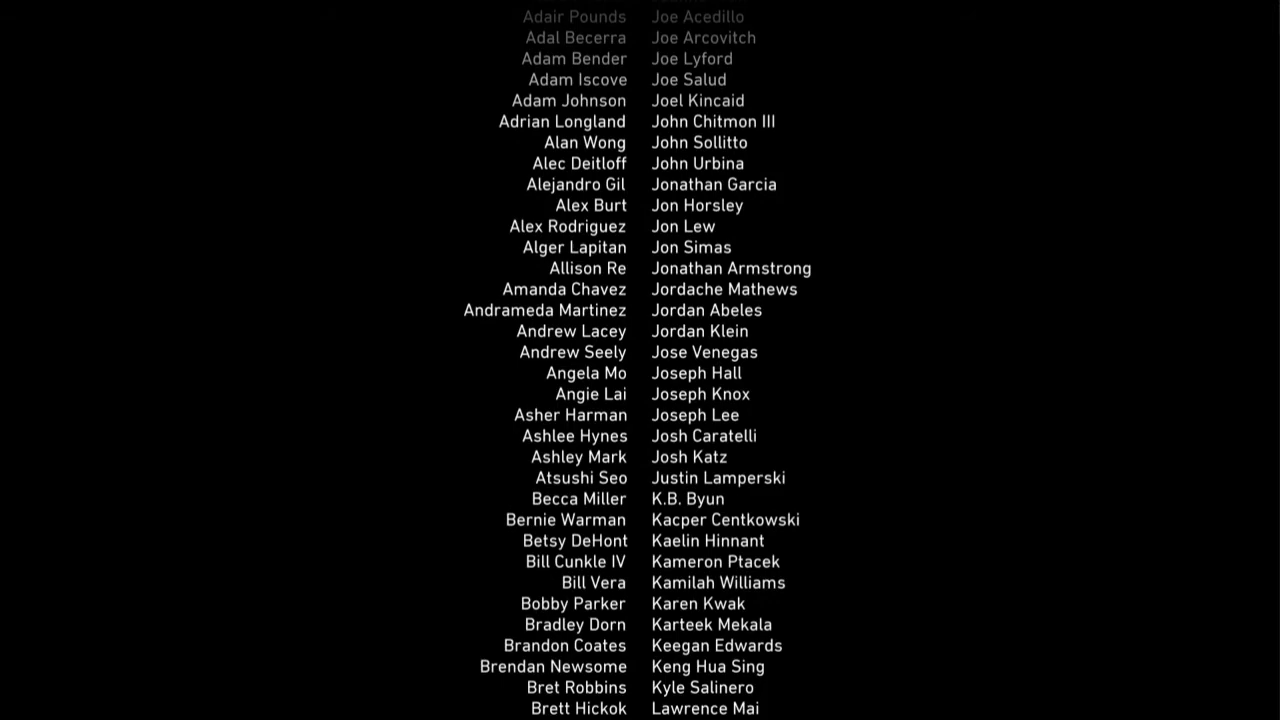 Adair Pounds Joe Acedillo
Adal Becerra Joe Arcovitch
Adam Bender Joe Lyford
Adam Iscove Joe Salud
Adam Johnson Joel Kincaid
Adrian Longland John Chitmon III
Alan Wong John Sollitto
Alec Deitloff John Urbina
Alejandro Gil Jonathan Garcia
Alex Burt Jon Horsley
Alex Rodriguez Jon Lew
Alger Lapitan Jon Simas
Allison Re Jonathan Armstrong
Amanda Chavez Jordache Mathews
Andrameda Martinez Jordan Abeles
Andrew Lacey Jordan Klein
Andrew Seely Jose Venegas
Angela Mo Joseph Hall
Angie Lai Joseph Knox
Asher Harman Joseph Lee
Ashlee Hynes Josh Caratelli
Ashley Mark Josh Katz
Atsushi Seo Justin Lamperski
Becca Miller K.B. Byun
Bernie Warman Kacper Centkowski
Betsy DeHont Kaelin Hinnant
Bill Cunkle IV Kameron Ptacek
Bill Vera Kamilah Williams
Bobby Parker Karen Kwak
Bradley Dorn Karteek Mekala
Brandon Coates Keegan Edwards
Brendan Newsome Keng Hua Sing
Bret Robbins Kyle Salinero
Brett Hickok Lawrence Mai